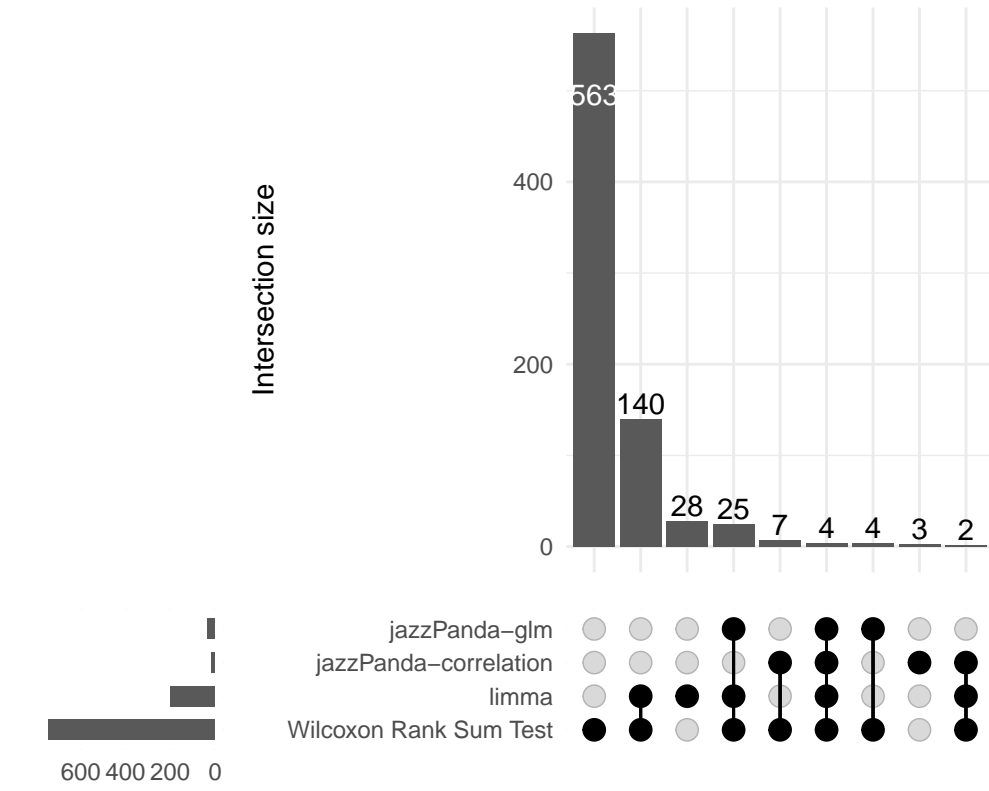 Intersection size
563
140
28
25
7
4
4
3
2
400
200
0
jazzPanda−glm
jazzPanda−correlation
limma
Wilcoxon Rank Sum Test
600 400 200 0